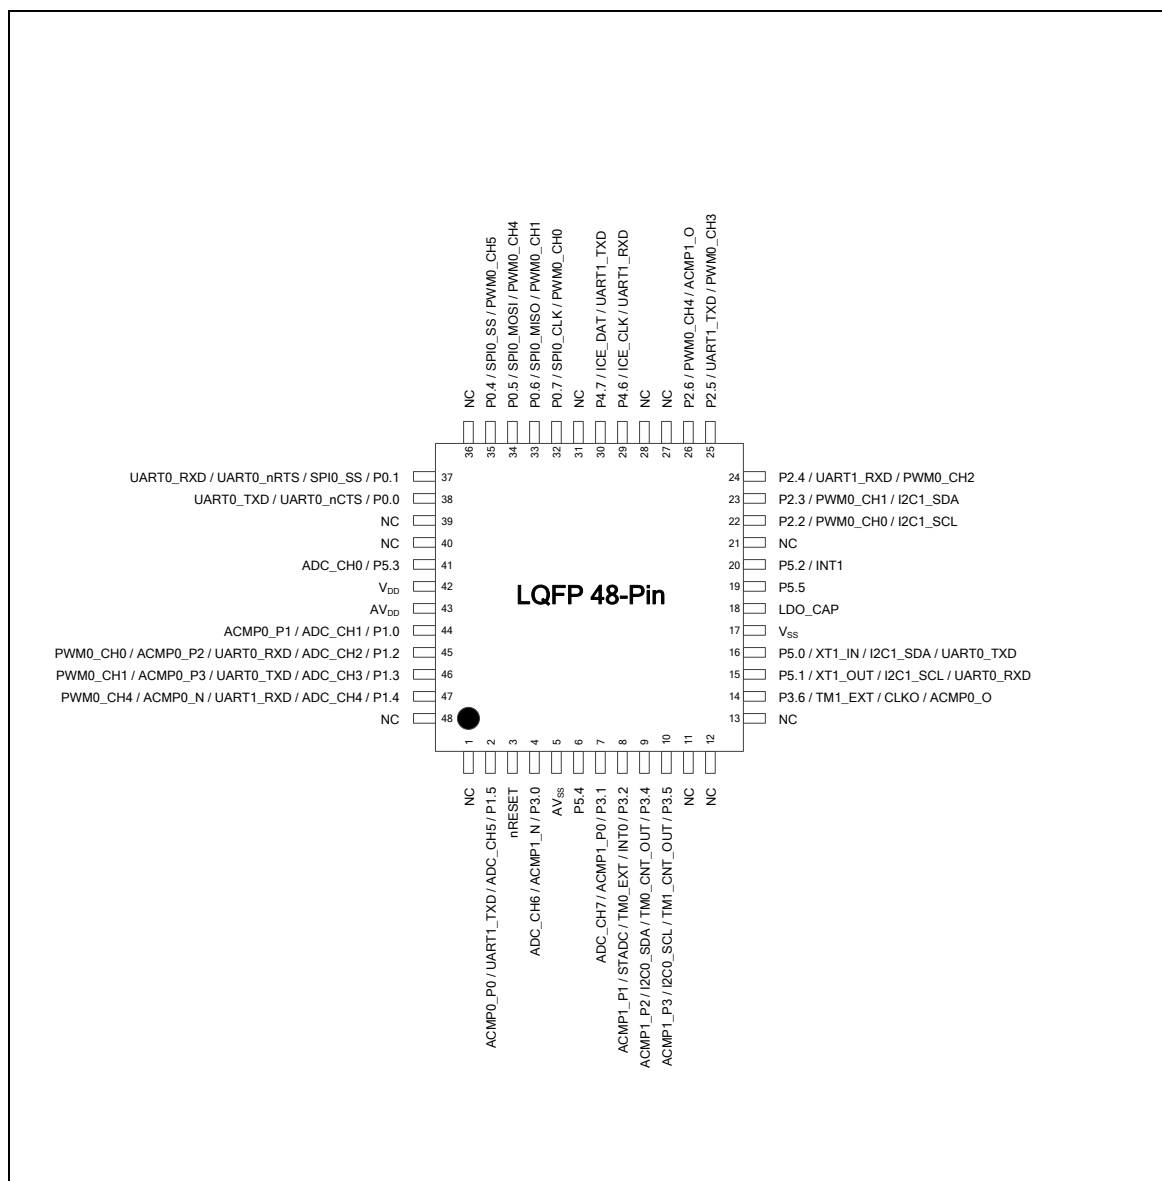 NC
P0.4 / SPI0_SS / PWM0_CH5
P0.5 / SPI0_MOSI / PWM0_CH4
P0.6 / SPI0_MISO / PWM0_CH1
P0.7 / SPI0_CLK / PWM0_CH0
NC
P4.7 / ICE_DAT / UART1_TXD
P4.6 / ICE_CLK / UART1_RXD
NC
NC
P2.6 / PWM0_CH4 / ACMP1_O
P2.5 / UART1_TXD / PWM0_CH3
36
35
34
33
32
31
30
29
28
27
26
25
UART0_RXD / UART0_nRTS / SPI0_SS / P0.1
37
UART0_TXD / UART0_nCTS / P0.0
38
NC
39
NC
40
ADC_CH0 / P5.3
41
VDD
42
AVDD
43
ACMP0_P1 / ADC_CH1 / P1.0
44
PWM0_CH0 / ACMP0_P2 / UART0_RXD / ADC_CH2 / P1.2
45
PWM0_CH1 / ACMP0_P3 / UART0_TXD / ADC_CH3 / P1.3
46
PWM0_CH4 / ACMP0_N / UART1_RXD / ADC_CH4 / P1.4
47
NC
48
LQFP 48-Pin
24
P2.4 / UART1_RXD / PWM0_CH2
23
P2.3 / PWM0_CH1 / I2C1_SDA
22
P2.2 / PWM0_CH0 / I2C1_SCL
21
NC
20
P5.2 / INT1
19
P5.5
18
LDO_CAP
17
VSS
16
P5.0 / XT1_IN / I2C1_SDA / UART0_TXD
15
P5.1 / XT1_OUT / I2C1_SCL / UART0_RXD
14
P3.6 / TM1_EXT / CLKO / ACMP0_O
13
NC
1
2
3
4
5
6
7
8
9
10
11
12
NC
ACMP0_P0 / UART1_TXD / ADC_CH5 / P1.5
nRESET
ADC_CH6 / ACMP1_N / P3.0
AVSS
P5.4
ADC_CH7 / ACMP1_P0 / P3.1
ACMP1_P1 / STADC / TM0_EXT / INT0 / P3.2
ACMP1_P2 / I2C0_SDA / TM0_CNT_OUT / P3.4
ACMP1_P3 / I2C0_SCL / TM1_CNT_OUT / P3.5
NC
NC